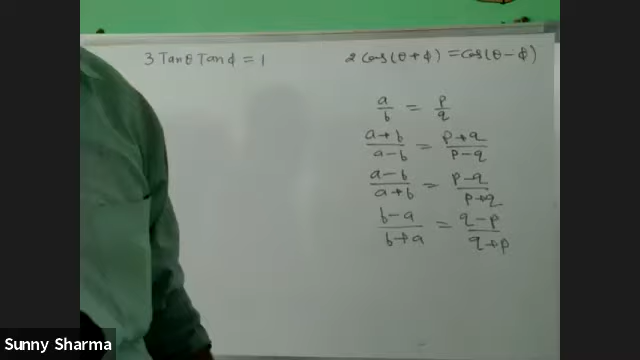 3 Tanθ Tanϕ = 1
2 Cos(θ + ϕ) = Cos(θ − ϕ)
a/b = p/q
a+b/a−b = p+q/p−q
a−b/a+b = p−q/p+q
b−a/b+a = q−p/q+p
Sunny Sharma